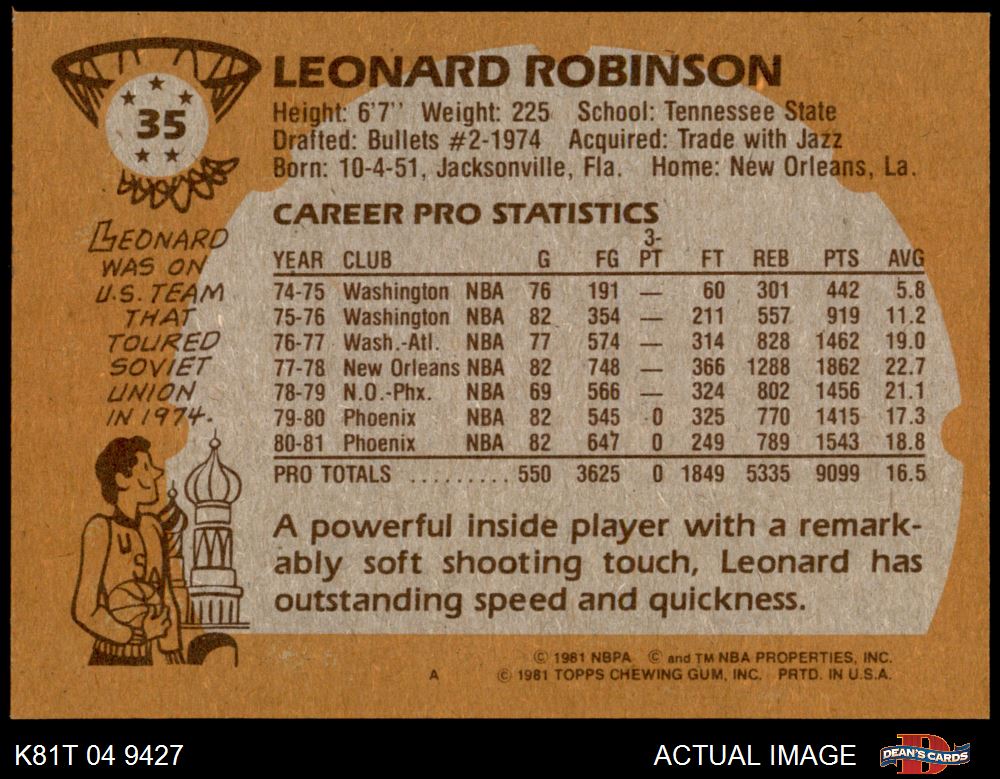 35
LEONARD ROBINSON
Height: 6'7'' Weight: 225 School: Tennessee State
Drafted: Bullets #2-1974 Acquired: Trade with Jazz
Born: 10-4-51, Jacksonville, Fla. Home: New Orleans, La.
LEONARD
WAS ON
U.S. TEAM
THAT
TOURED
SOVIET
UNION
IN 1974.
USA
CAREER PRO STATISTICS
YEAR CLUB G FG 3-PT FT REB PTS AVG
74-75 Washington NBA 76 191 — 60 301 442 5.8
75-76 Washington NBA 82 354 — 211 557 919 11.2
76-77 Wash.-Atl. NBA 77 574 — 314 828 1462 19.0
77-78 New Orleans NBA 82 748 — 366 1288 1862 22.7
78-79 N.O.-Phx. NBA 69 566 — 324 802 1456 21.1
79-80 Phoenix NBA 82 545 0 325 770 1415 17.3
80-81 Phoenix NBA 82 647 0 249 789 1543 18.8
PRO TOTALS ......... 550 3625 0 1849 5335 9099 16.5
A powerful inside player with a remark-
ably soft shooting touch, Leonard has
outstanding speed and quickness.
© 1981 NBPA © and TM NBA PROPERTIES, INC.
A © 1981 TOPPS CHEWING GUM, INC. PRTD. IN U.S.A.
K81T 04 9427 ACTUAL IMAGE DEAN'S CARDS